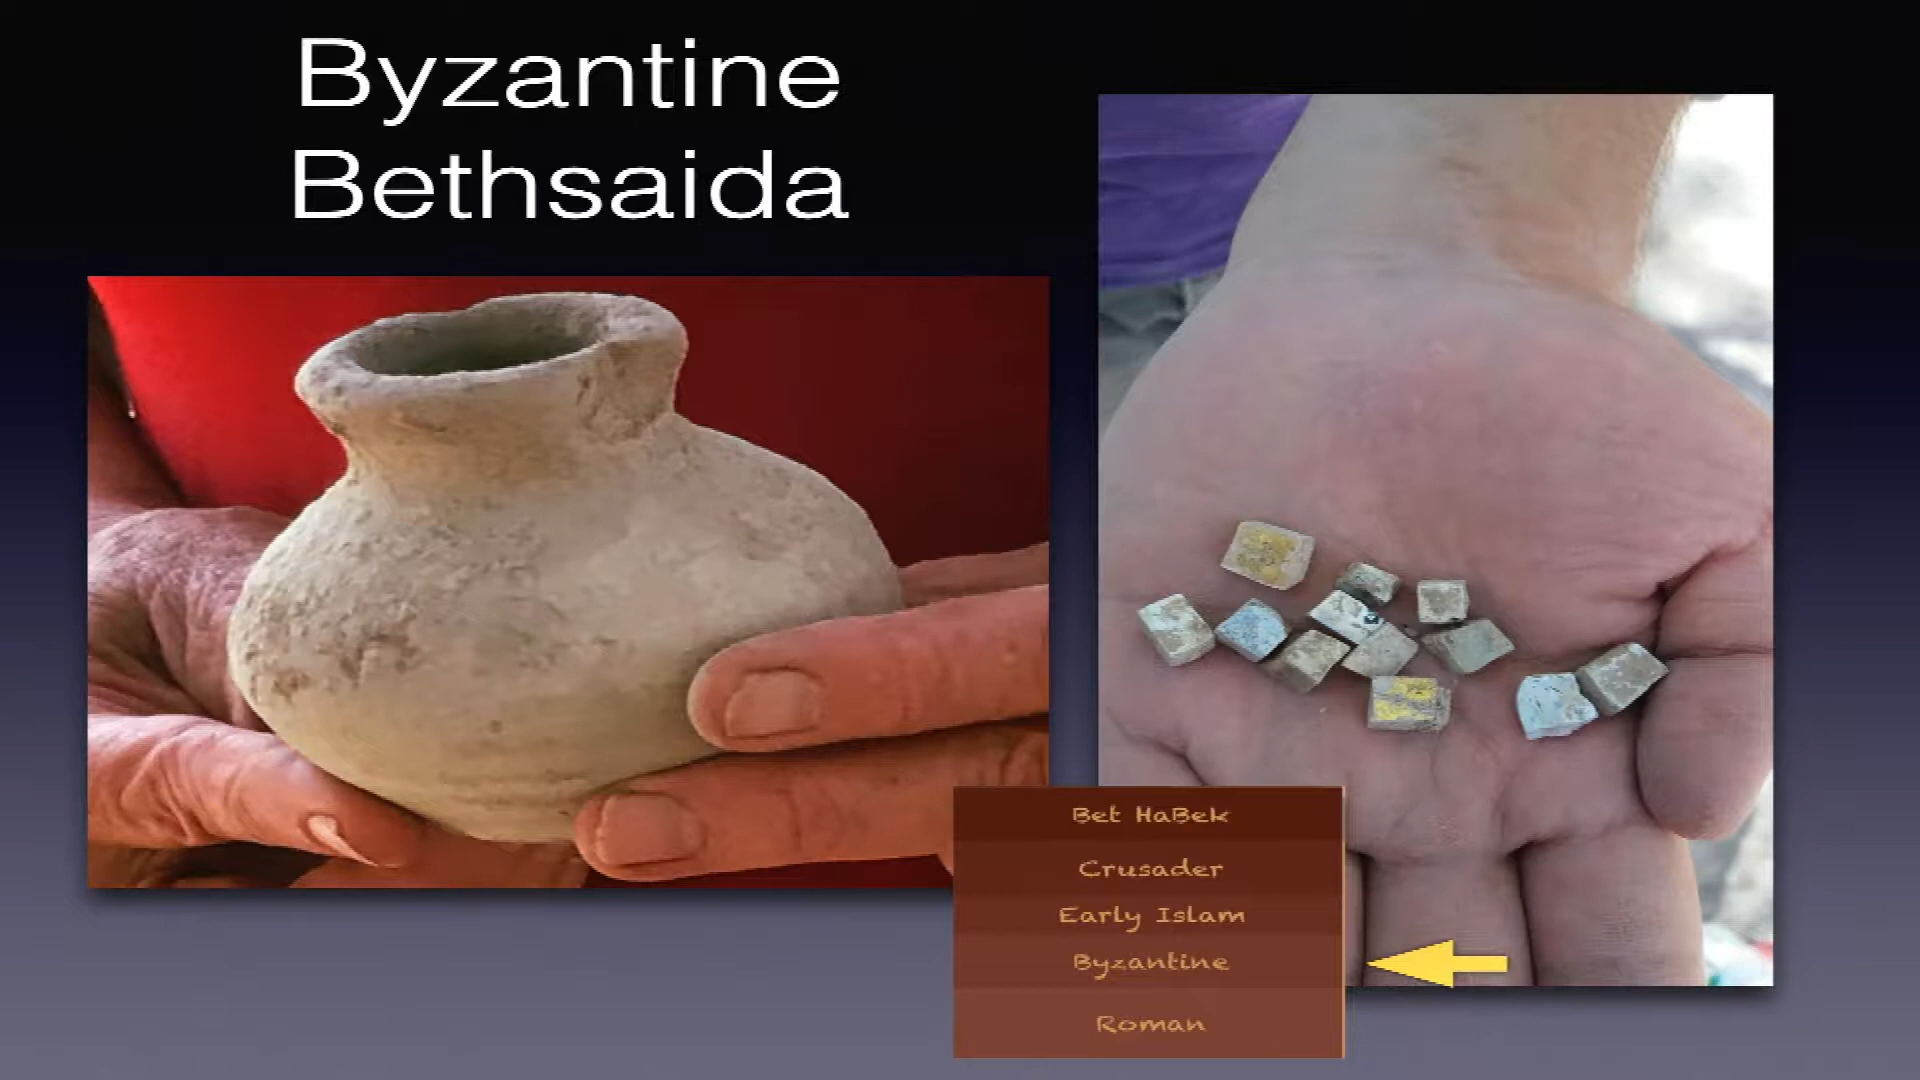 Byzantine
Bethsaida
Bet HaBek
Crusader
Early Islam
Byzantine
Roman